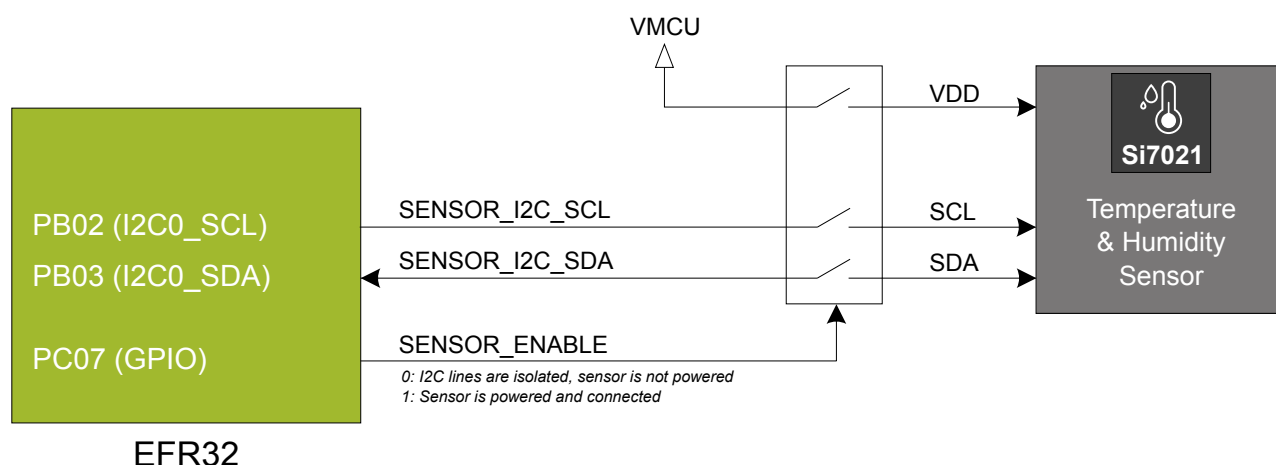 VMCU
VDD
Si7021
PB02 (I2C0_SCL)
SENSOR_I2C_SCL
SCL
Temperature
& Humidity
Sensor
PB03 (I2C0_SDA)
SENSOR_I2C_SDA
SDA
PC07 (GPIO)
SENSOR_ENABLE
0: I2C lines are isolated, sensor is not powered
1: Sensor is powered and connected
EFR32